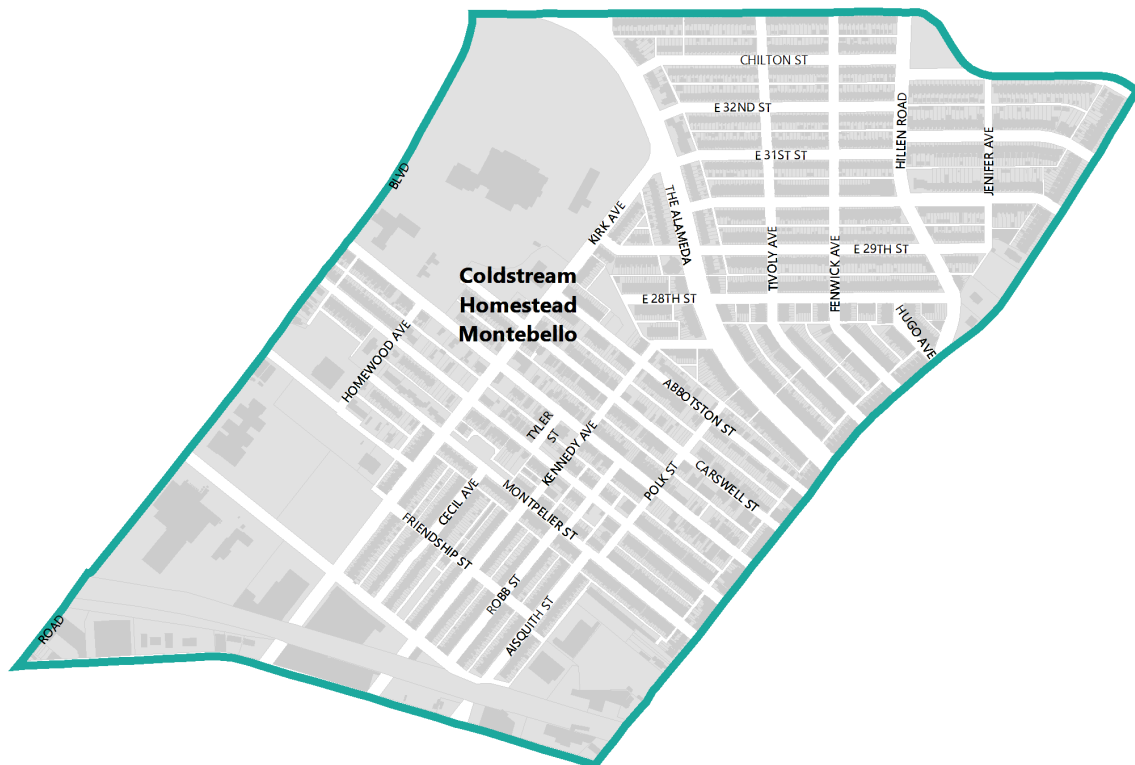 CHILTON ST
E 32ND ST
HILLEN ROAD
JENIFER AVE
E 31ST ST
BLVD
KIRK AVE
THE ALAMEDA
TIVOLY AVE
FENWICK AVE
E 29TH ST
Coldstream
Homestead
Montebello
E 28TH ST
HUGO AVE
HOMEWOOD AVE
ABBOTSTON ST
TYLER
ST
KENNEDY AVE
POLK ST
CARSWELL ST
CECIL AVE
MONTPELIER ST
FRIENDSHIP ST
ROBB ST
AISQUITH ST
ROAD